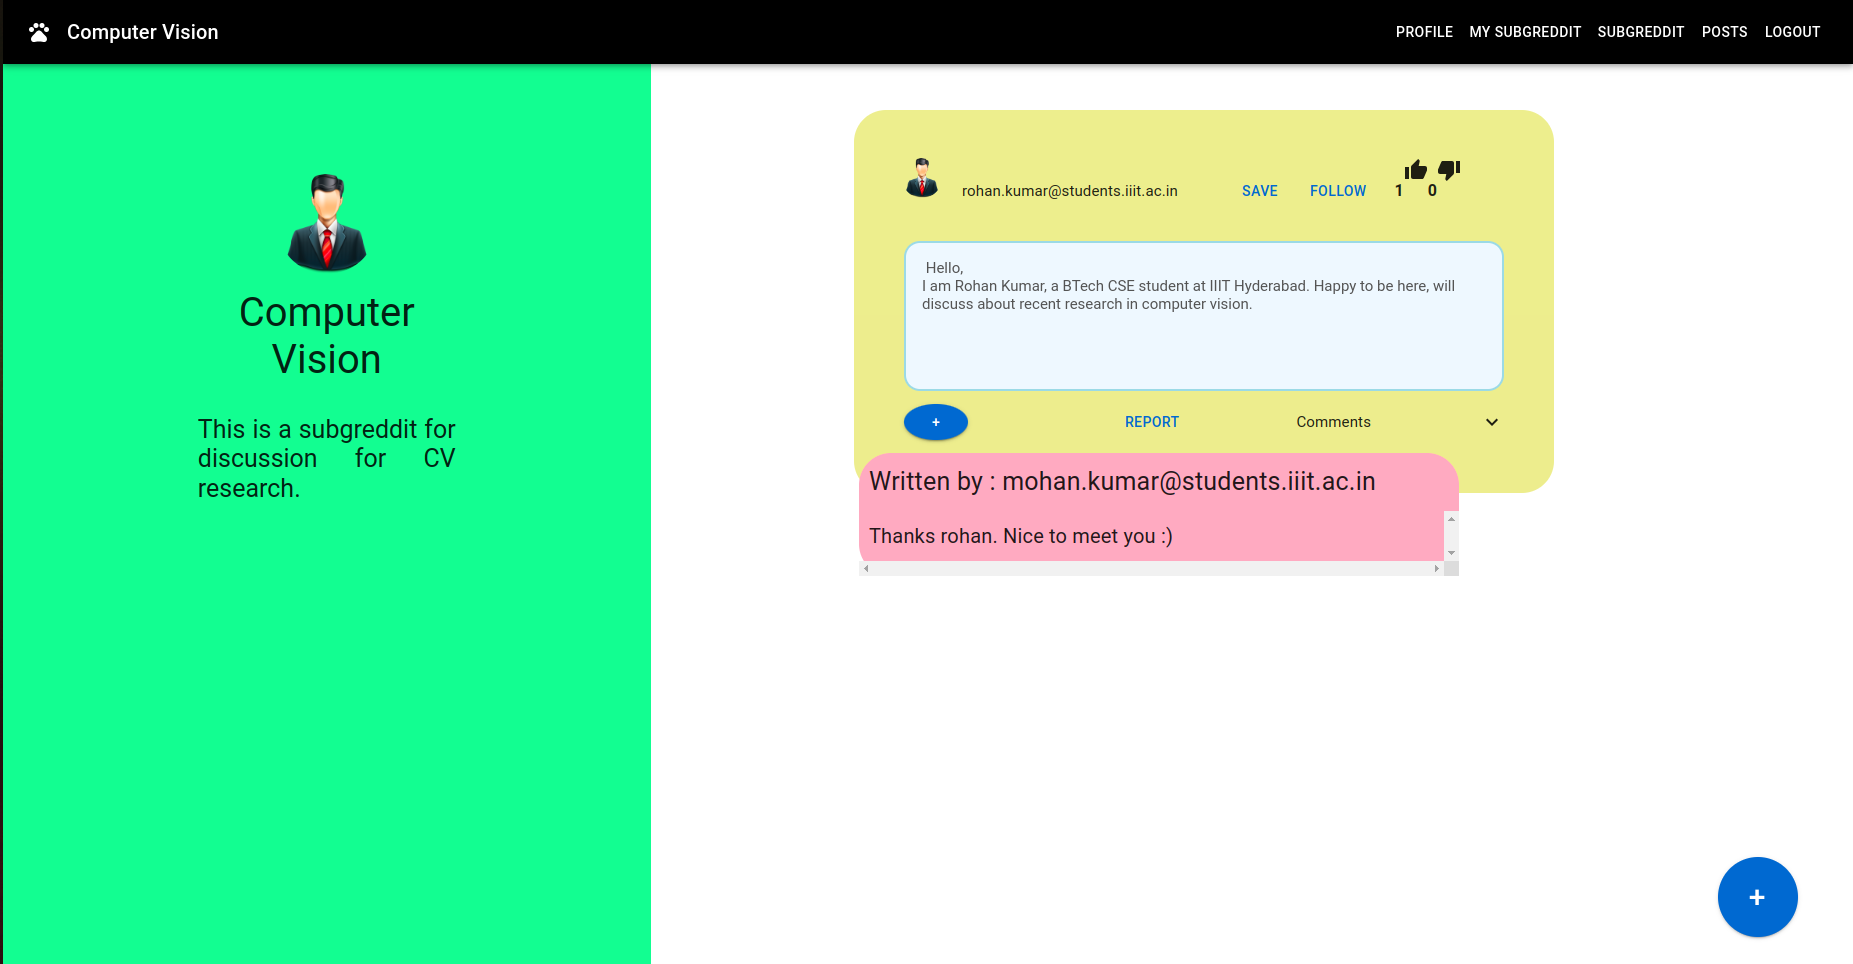 Computer Vision
PROFILE MY SUBGREDDIT SUBGREDDIT POSTS LOGOUT
Computer
Vision
This is a subgreddit for
discussion for CV
research.
rohan.kumar@students.iiit.ac.in SAVE FOLLOW 1 0
Hello,
I am Rohan Kumar, a BTech CSE student at IIIT Hyderabad. Happy to be here, will
discuss about recent research in computer vision.
+ REPORT Comments
Written by : mohan.kumar@students.iiit.ac.in
Thanks rohan. Nice to meet you :)
+